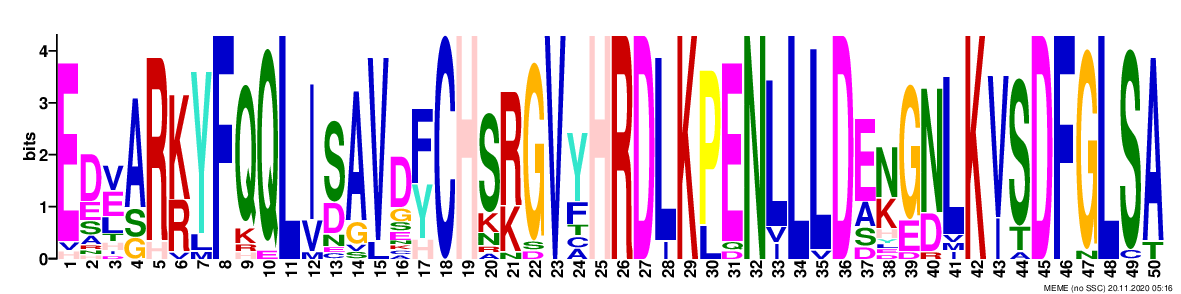 4
3
2
1
0
bits
EDVARKYFQQLISAVDFCHSRGVYHRDLKPENLLLDENGNLKVSDFGLSA
1 2 3 4 5 6 7 8 9 10 11 12 13 14 15 16 17 18 19 20 21 22 23 24 25 26 27 28 29 30 31 32 33 34 35 36 37 38 39 40 41 42 43 44 45 46 47 48 49 50
MEME (no SSC) 20.11.2020 05:16